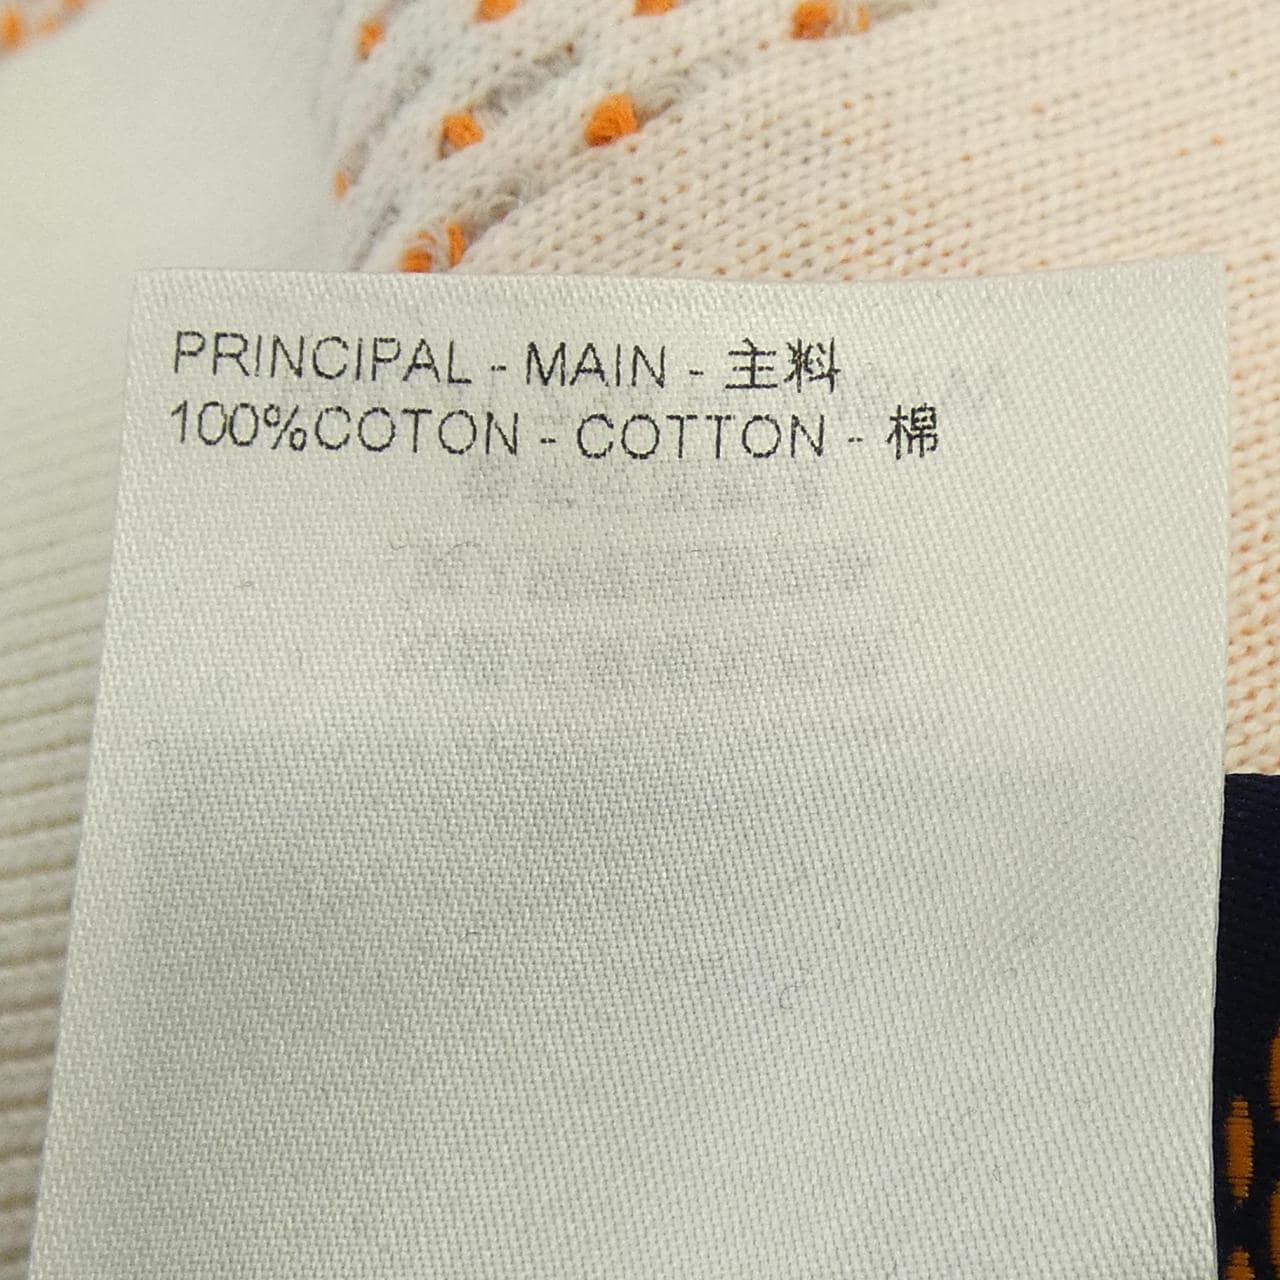 PRINCIPAL - MAIN - 主料
100%COTON - COTTON - 棉